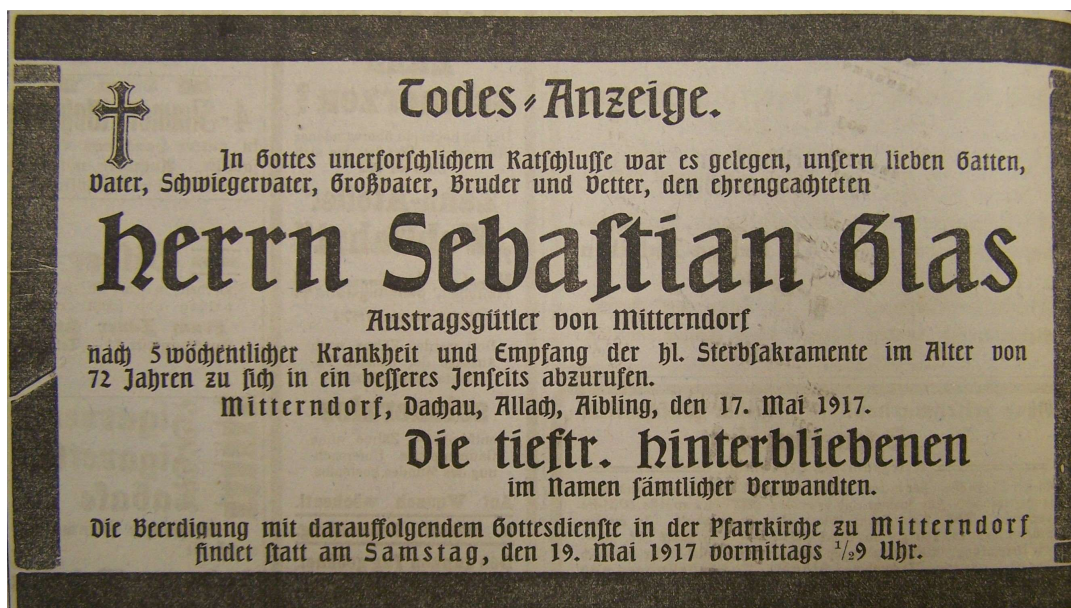 Todes-Anzeige.
In Gottes unerforschlichem Ratschlusse war es gelegen, unsern lieben Gatten,
Vater, Schwiegervater, Großvater, Bruder und Vetter, den ehrengeachteten
Herrn Sebastian Glas
Austragsgütler von Mitterndorf
nach 5wöchentlicher Krankheit und Empfang der hl. Sterbsakramente im Alter von
72 Jahren zu sich in ein besseres Jenseits abzurufen.
Mitterndorf, Dachau, Allach, Aibling, den 17. Mai 1917.
Die tieftr. Hinterbliebenen
im Namen sämtlicher Verwandten.
Die Beerdigung mit darauffolgendem Gottesdienste in der Pfarrkirche zu Mitterndorf
findet statt am Samstag, den 19. Mai 1917 vormittags ½9 Uhr.